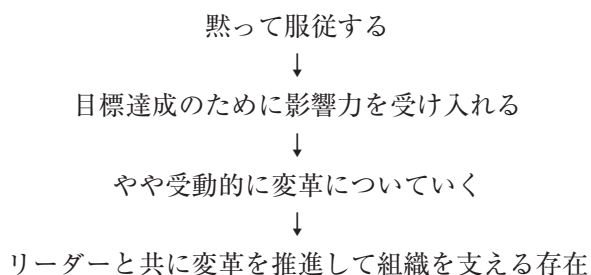 黙って服従する
↓
目標達成のために影響力を受け入れる
↓
やや受動的に変革についていく
↓
リーダーと共に変革を推進して組織を支える存在